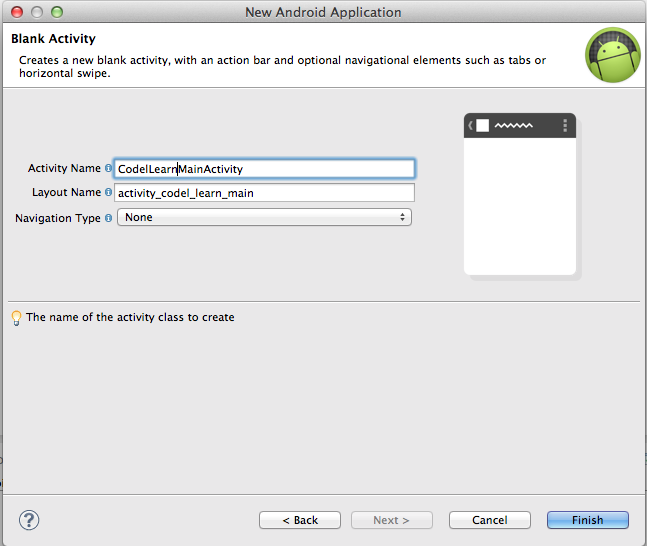 New Android Application
Blank Activity
Creates a new blank activity, with an action bar and optional navigational elements such as tabs or
horizontal swipe.
Activity Name CodelLearnMainActivity
Layout Name activity_codel_learn_main
Navigation Type None
The name of the activity class to create
? < Back Next > Cancel Finish